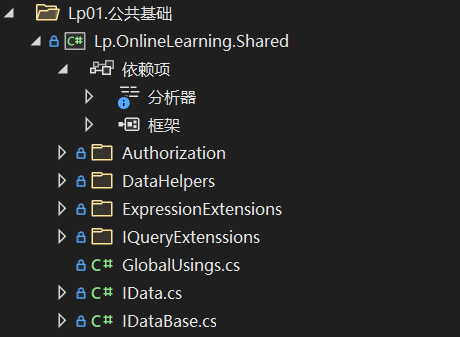 Lp01.公共基础
C# Lp.OnlineLearning.Shared
依赖项
分析器
框架
Authorization
DataHelpers
ExpressionExtensions
IQueryExtenssions
C# GlobalUsings.cs
C# IData.cs
C# IDataBase.cs